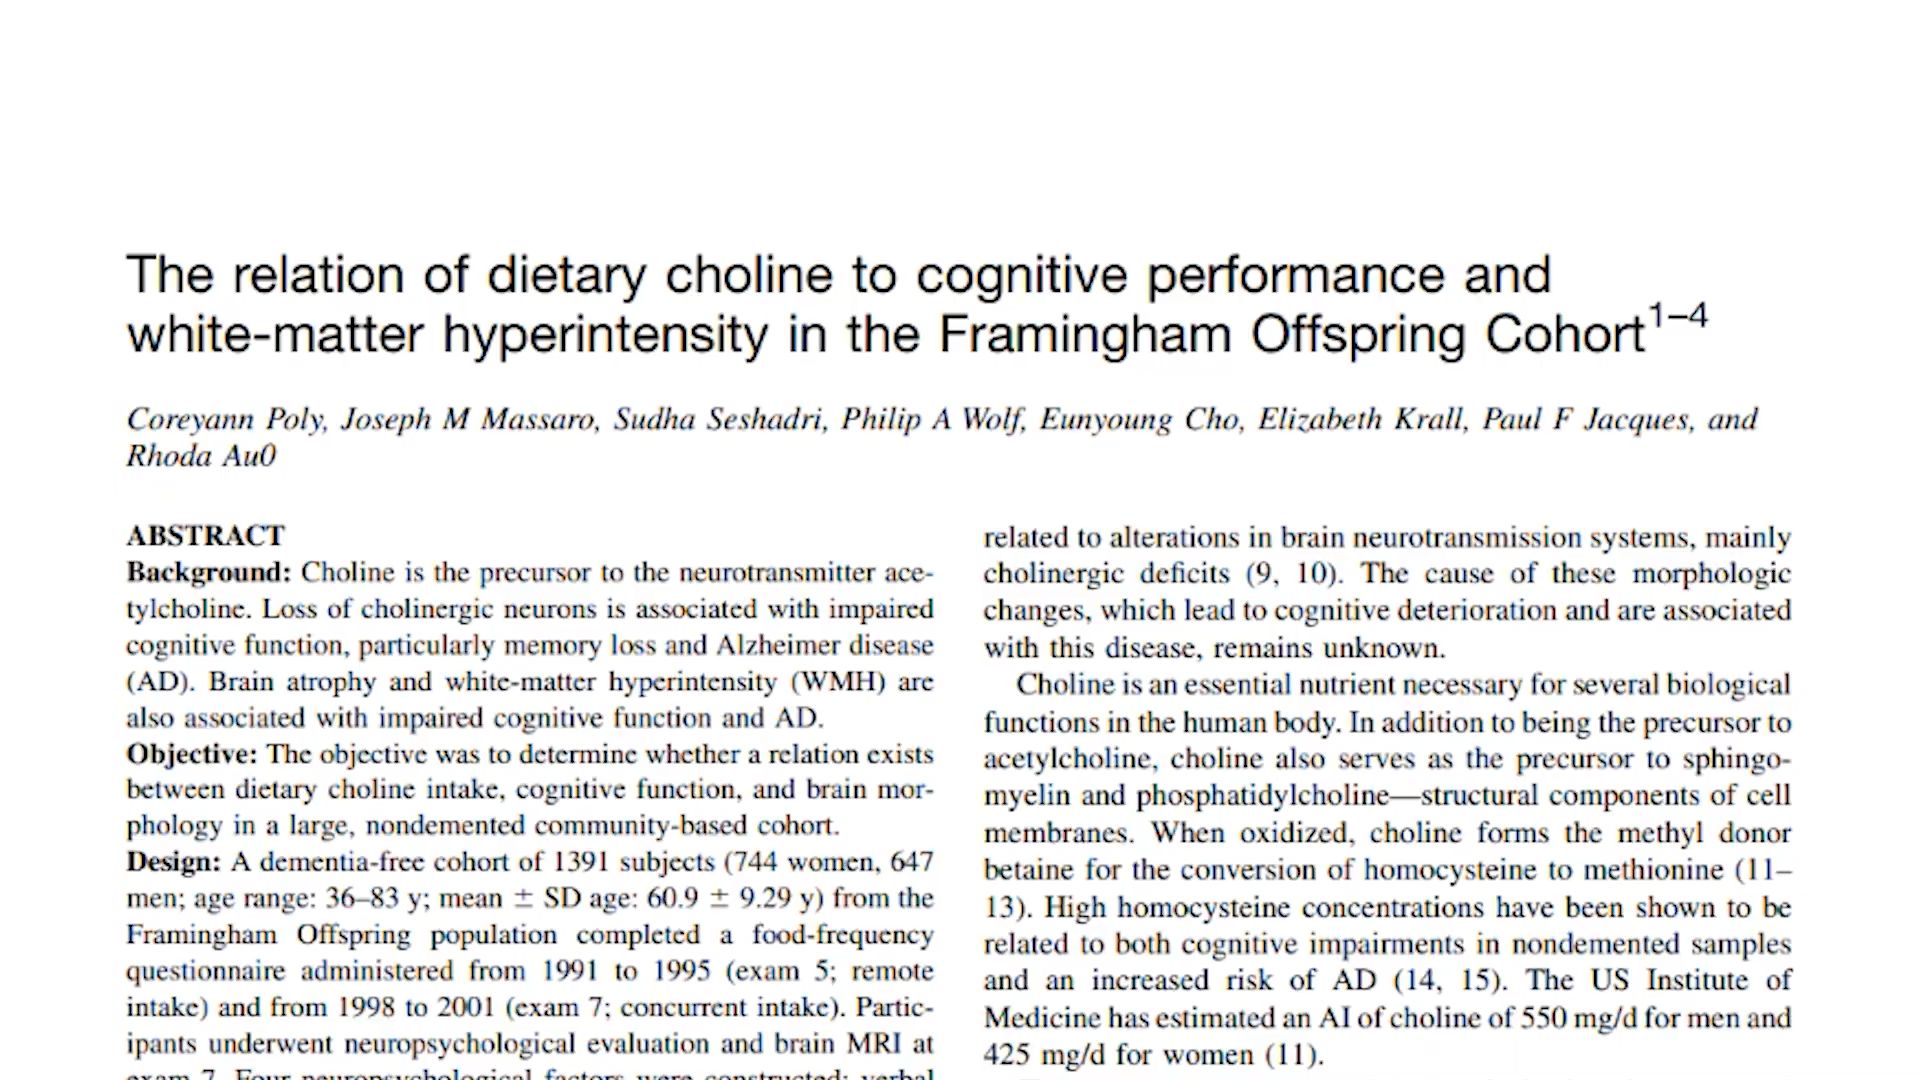 The relation of dietary choline to cognitive performance and
white-matter hyperintensity in the Framingham Offspring Cohort1–4
Coreyann Poly, Joseph M Massaro, Sudha Seshadri, Philip A Wolf, Eunyoung Cho, Elizabeth Krall, Paul F Jacques, and
Rhoda Au0
ABSTRACT
Background: Choline is the precursor to the neurotransmitter ace-
tylcholine. Loss of cholinergic neurons is associated with impaired
cognitive function, particularly memory loss and Alzheimer disease
(AD). Brain atrophy and white-matter hyperintensity (WMH) are
also associated with impaired cognitive function and AD.
Objective: The objective was to determine whether a relation exists
between dietary choline intake, cognitive function, and brain mor-
phology in a large, nondemented community-based cohort.
Design: A dementia-free cohort of 1391 subjects (744 women, 647
men; age range: 36–83 y; mean ± SD age: 60.9 ± 9.29 y) from the
Framingham Offspring population completed a food-frequency
questionnaire administered from 1991 to 1995 (exam 5; remote
intake) and from 1998 to 2001 (exam 7; concurrent intake). Partic-
ipants underwent neuropsychological evaluation and brain MRI at
exam 7. Four neuropsychological factors were constructed: verbal
related to alterations in brain neurotransmission systems, mainly
cholinergic deficits (9, 10). The cause of these morphologic
changes, which lead to cognitive deterioration and are associated
with this disease, remains unknown.
Choline is an essential nutrient necessary for several biological
functions in the human body. In addition to being the precursor to
acetylcholine, choline also serves as the precursor to sphingo-
myelin and phosphatidylcholine—structural components of cell
membranes. When oxidized, choline forms the methyl donor
betaine for the conversion of homocysteine to methionine (11–
13). High homocysteine concentrations have been shown to be
related to both cognitive impairments in nondemented samples
and an increased risk of AD (14, 15). The US Institute of
Medicine has estimated an AI of choline of 550 mg/d for men and
425 mg/d for women (11).